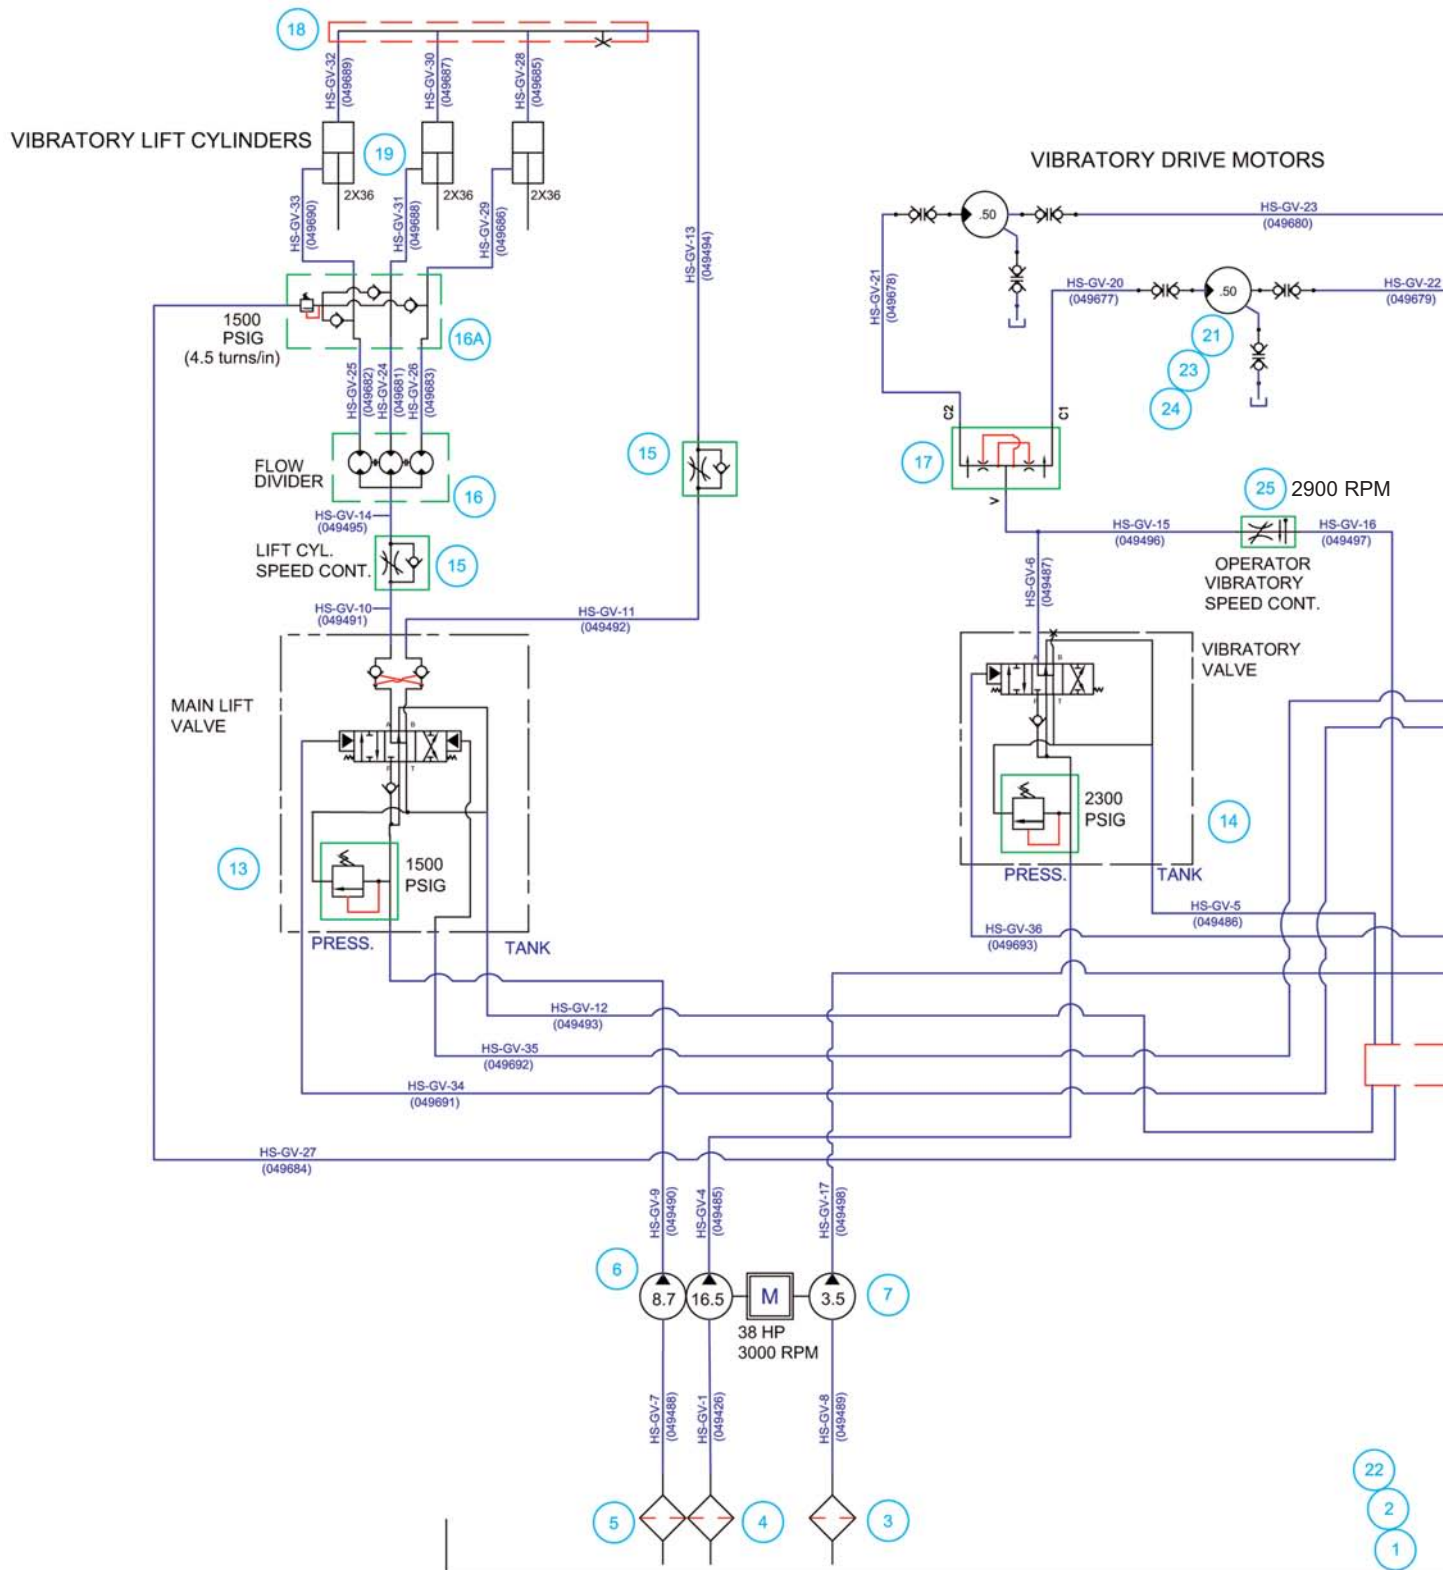 18
HS-GV-32
(049689)
HS-GV-30
(049687)
HS-GV-28
(049685)
VIBRATORY LIFT CYLINDERS
19
2X36
2X36
2X36
HS-GV-33
(049690)
HS-GV-31
(049688)
HS-GV-29
(049686)
HS-GV-13
(049494)
1500
PSIG
(4.5 turns/in)
16A
HS-GV-25
(049682)
HS-GV-24
(049681)
HS-GV-26
(049683)
FLOW
DIVIDER
16
15
HS-GV-14
(049495)
LIFT CYL.
SPEED CONT.
15
HS-GV-10
(049491)
HS-GV-11
(049492)
MAIN LIFT
VALVE
A B
P T
13
1500
PSIG
PRESS.
TANK
VIBRATORY DRIVE MOTORS
.50
HS-GV-23
(049680)
HS-GV-21
(049678)
HS-GV-20
(049677)
.50
HS-GV-22
(049679)
21
23
24
C2
C1
17
V
25 2900 RPM
HS-GV-15
(049496)
HS-GV-16
(049497)
OPERATOR
VIBRATORY
SPEED CONT.
HS-GV-6
(049487)
VIBRATORY
VALVE
A B
P T
2300
PSIG
14
PRESS.
TANK
HS-GV-5
(049486)
HS-GV-36
(049693)
HS-GV-12
(049493)
HS-GV-35
(049692)
HS-GV-34
(049691)
HS-GV-27
(049684)
HS-GV-9
(049490)
HS-GV-4
(049485)
HS-GV-17
(049498)
6
8.7
16.5
M
3.5
7
38 HP
3000 RPM
HS-GV-7
(049488)
HS-GV-1
(049426)
HS-GV-8
(049489)
5
4
3
22
2
1